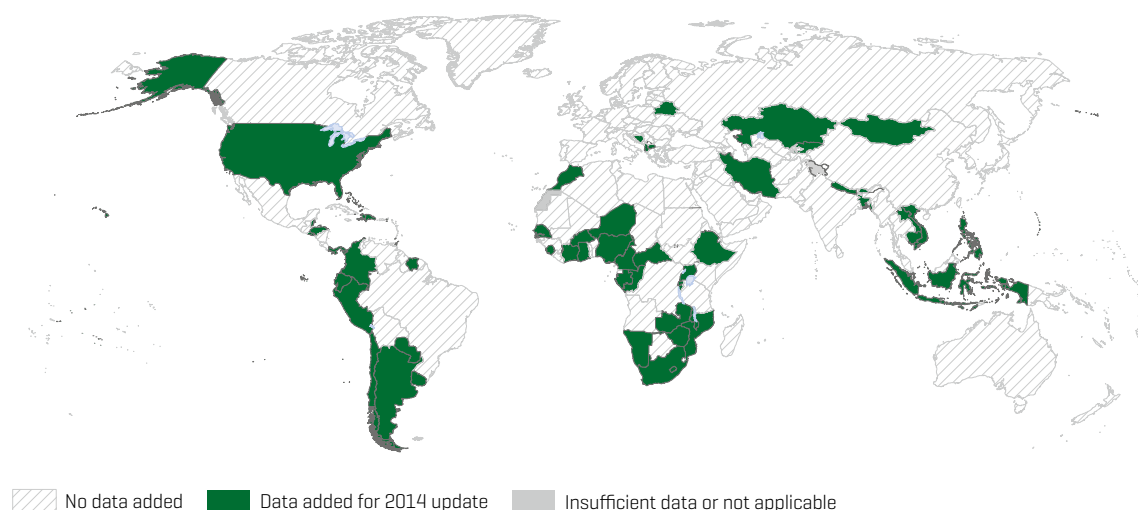 No data added Data added for 2014 update Insufficient data or not applicable